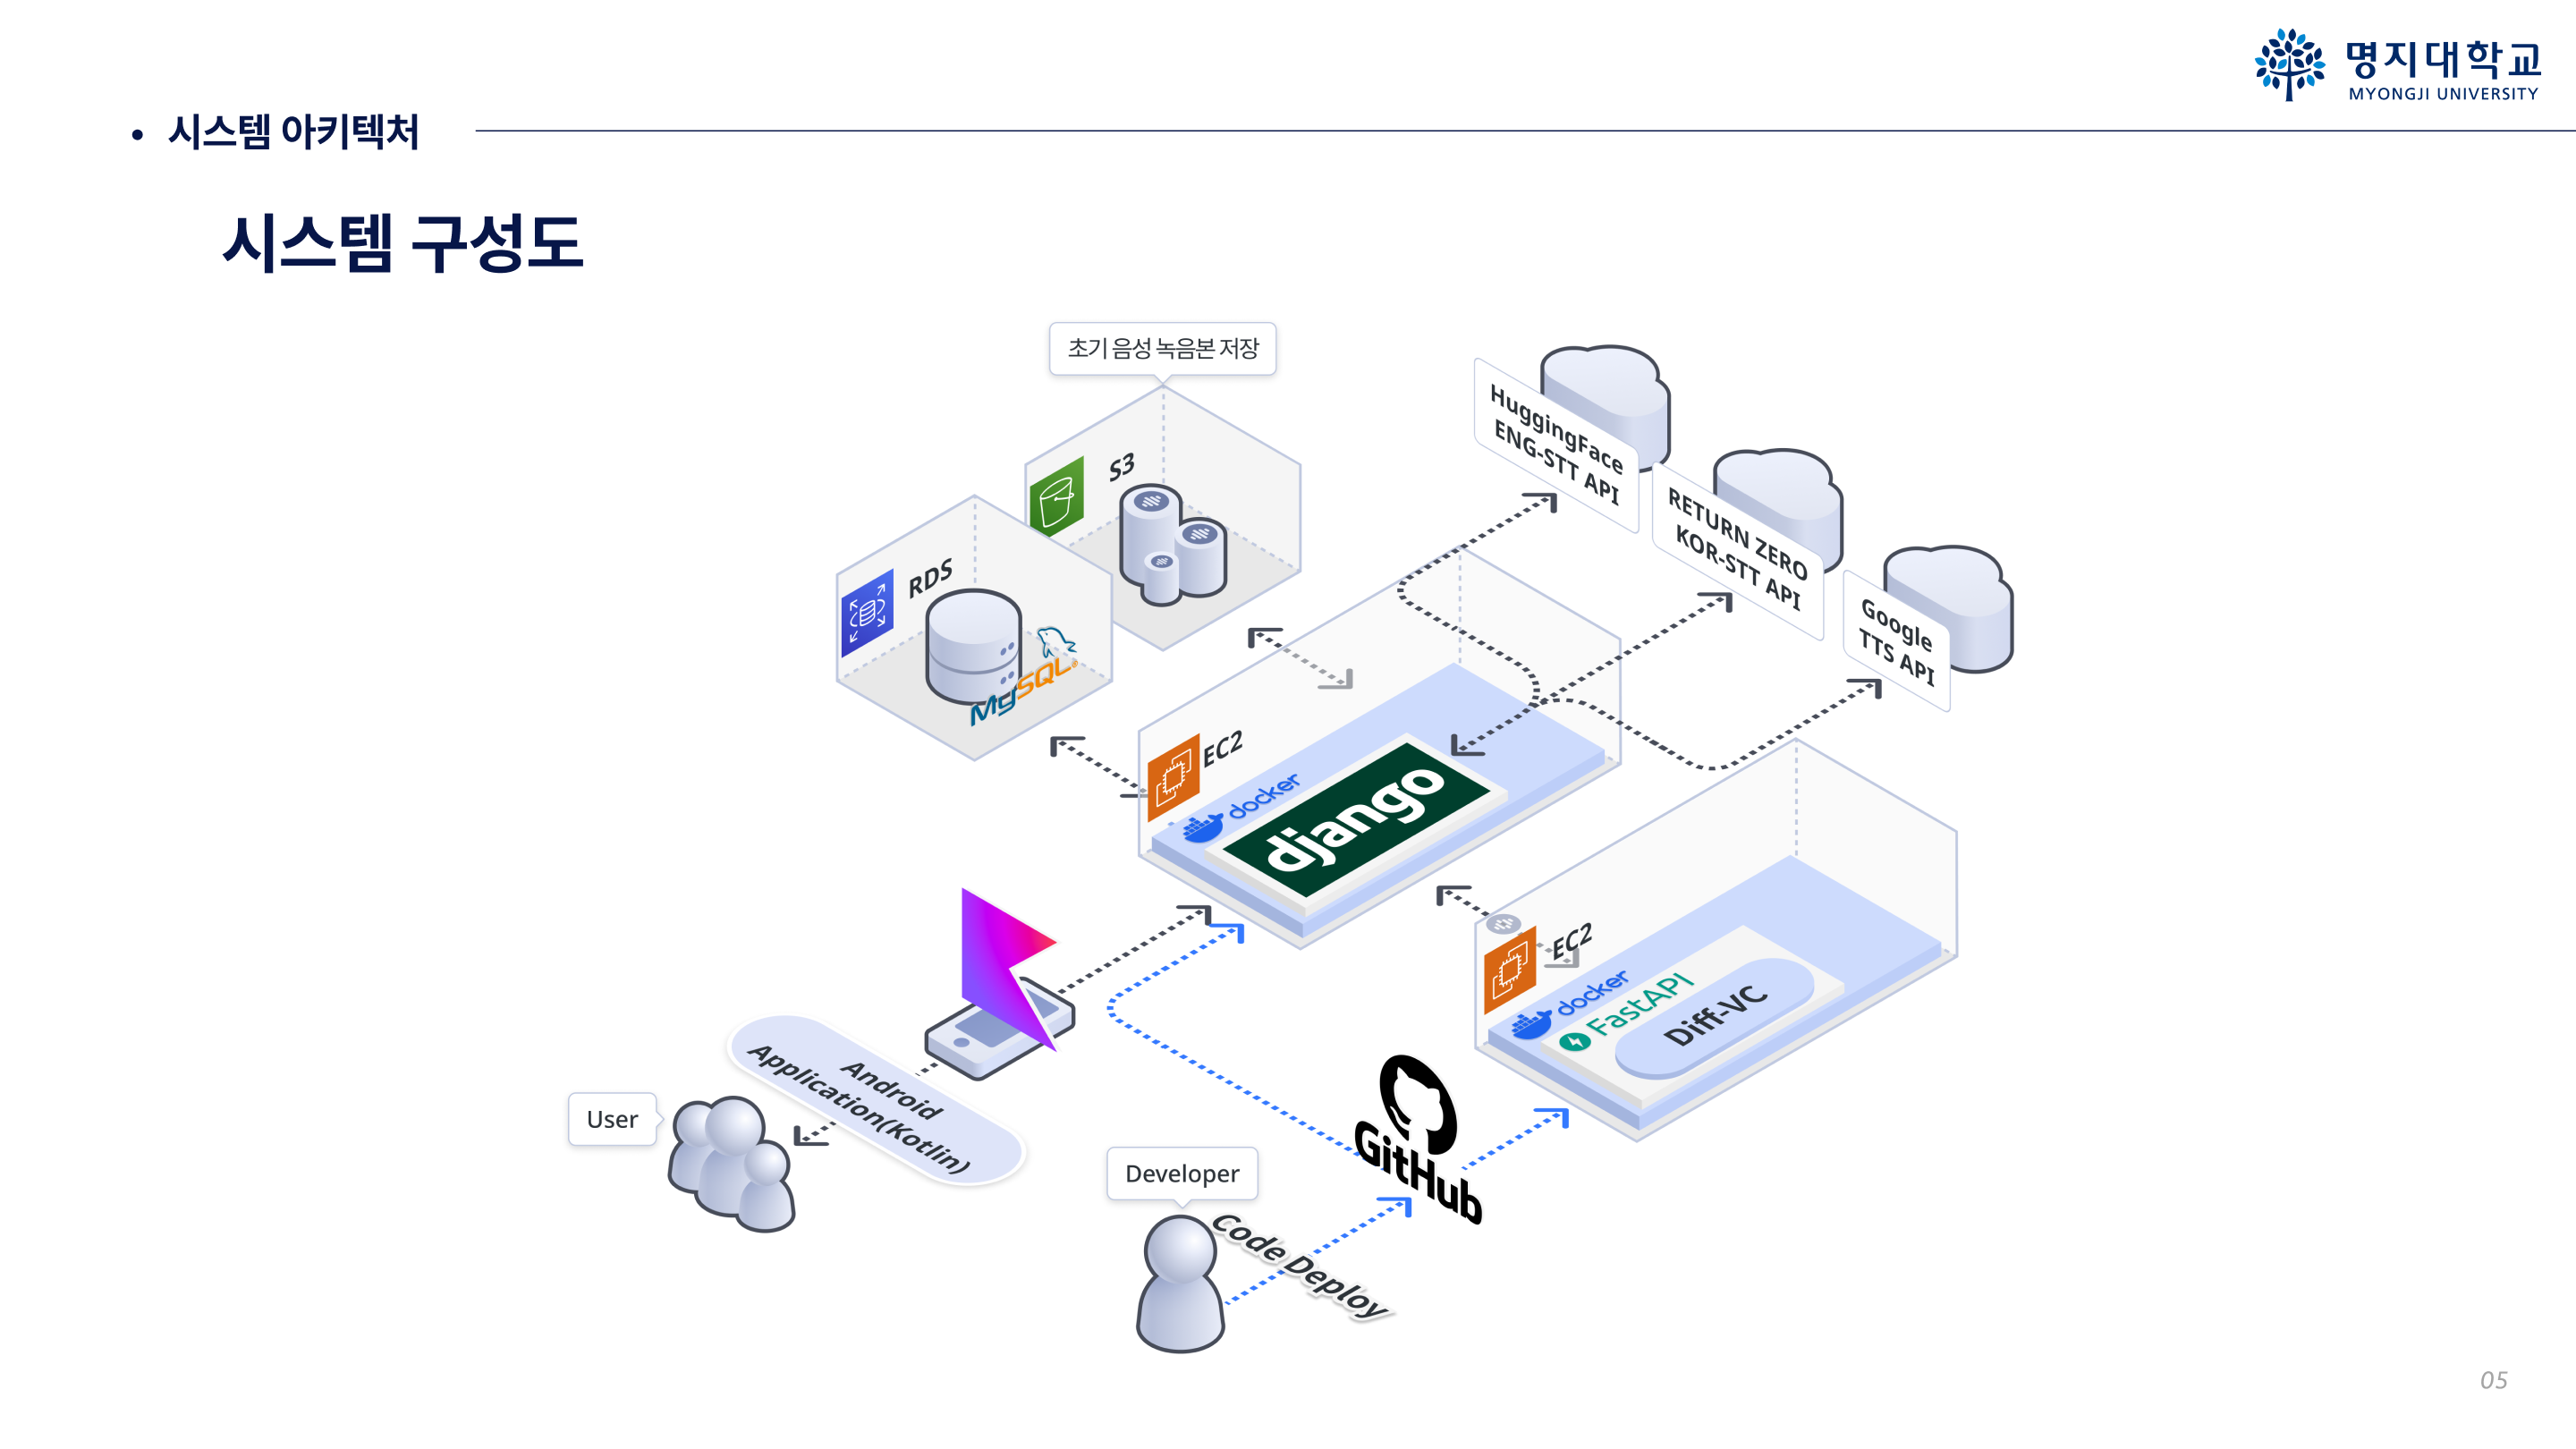 명지대학교
MYONGJI UNIVERSITY
• 시스템 아키텍처
시스템 구성도
초기 음성 녹음본 저장
S3
RDS
MySQL®
HuggingFace
ENG-STT API
RETURN ZERO
KOR-STT API
Google
TTS API
EC2
docker
django
EC2
docker
FastAPI
Diff-VC
Android
Application(Kotlin)
User
Developer
GitHub
Code Deploy
05